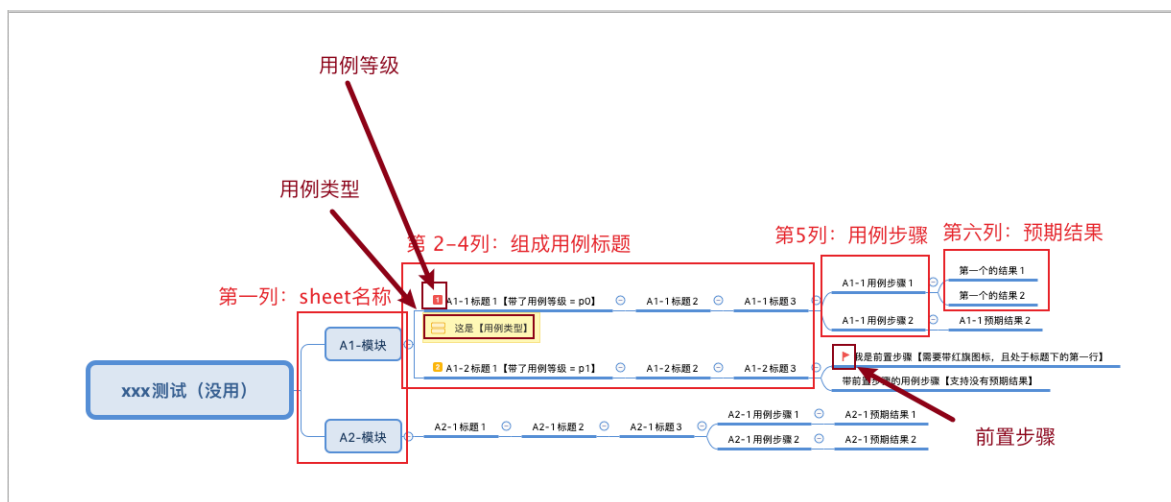 用例等级
用例类型
第 2-4列：组成用例标题
第5列：用例步骤
第六列：预期结果
第一列：sheet名称
1 A1-1标题1【带了用例等级 = p0】
A1-1标题2
A1-1标题3
A1-1用例步骤1
第一个的结果1
第一个的结果2
这是【用例类型】
A1-1用例步骤2
A1-1预期结果2
A1-模块
2 A1-2标题1【带了用例等级 = p1】
A1-2标题2
A1-2标题3
我是前置步骤【需要带红旗图标，且处于标题下的第一行】
带前置步骤的用例步骤【支持没有预期结果】
xxx测试（没用）
A2-模块
A2-1标题1
A2-1标题2
A2-1标题3
A2-1用例步骤1
A2-1预期结果1
A2-1用例步骤2
A2-1预期结果2
前置步骤